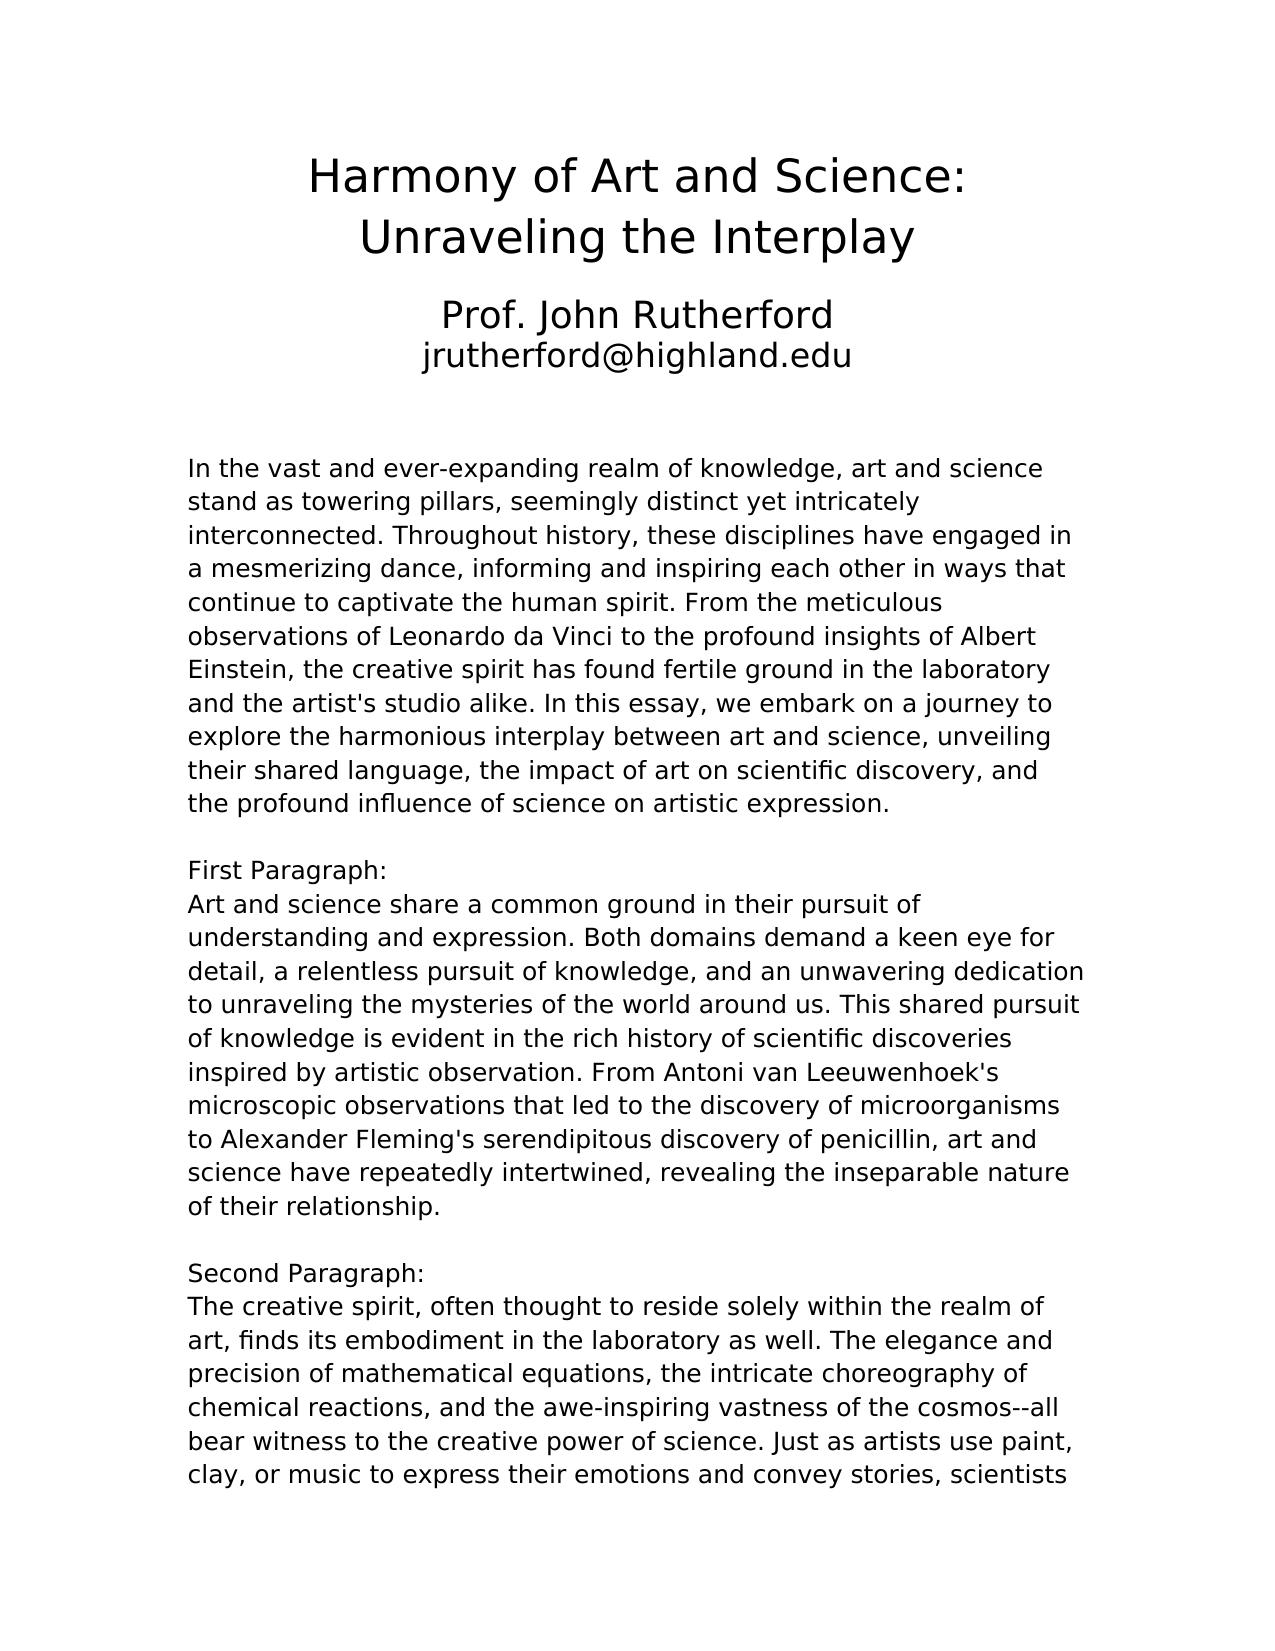 Harmony of Art and Science:
Unraveling the Interplay
Prof. John Rutherford
jrutherford@highland.edu
In the vast and ever-expanding realm of knowledge, art and science
stand as towering pillars, seemingly distinct yet intricately
interconnected. Throughout history, these disciplines have engaged in
a mesmerizing dance, informing and inspiring each other in ways that
continue to captivate the human spirit. From the meticulous
observations of Leonardo da Vinci to the profound insights of Albert
Einstein, the creative spirit has found fertile ground in the laboratory
and the artist's studio alike. In this essay, we embark on a journey to
explore the harmonious interplay between art and science, unveiling
their shared language, the impact of art on scientific discovery, and
the profound influence of science on artistic expression.
First Paragraph:
Art and science share a common ground in their pursuit of
understanding and expression. Both domains demand a keen eye for
detail, a relentless pursuit of knowledge, and an unwavering dedication
to unraveling the mysteries of the world around us. This shared pursuit
of knowledge is evident in the rich history of scientific discoveries
inspired by artistic observation. From Antoni van Leeuwenhoek's
microscopic observations that led to the discovery of microorganisms
to Alexander Fleming's serendipitous discovery of penicillin, art and
science have repeatedly intertwined, revealing the inseparable nature
of their relationship.
Second Paragraph:
The creative spirit, often thought to reside solely within the realm of
art, finds its embodiment in the laboratory as well. The elegance and
precision of mathematical equations, the intricate choreography of
chemical reactions, and the awe-inspiring vastness of the cosmos--all
bear witness to the creative power of science. Just as artists use paint,
clay, or music to express their emotions and convey stories, scientists